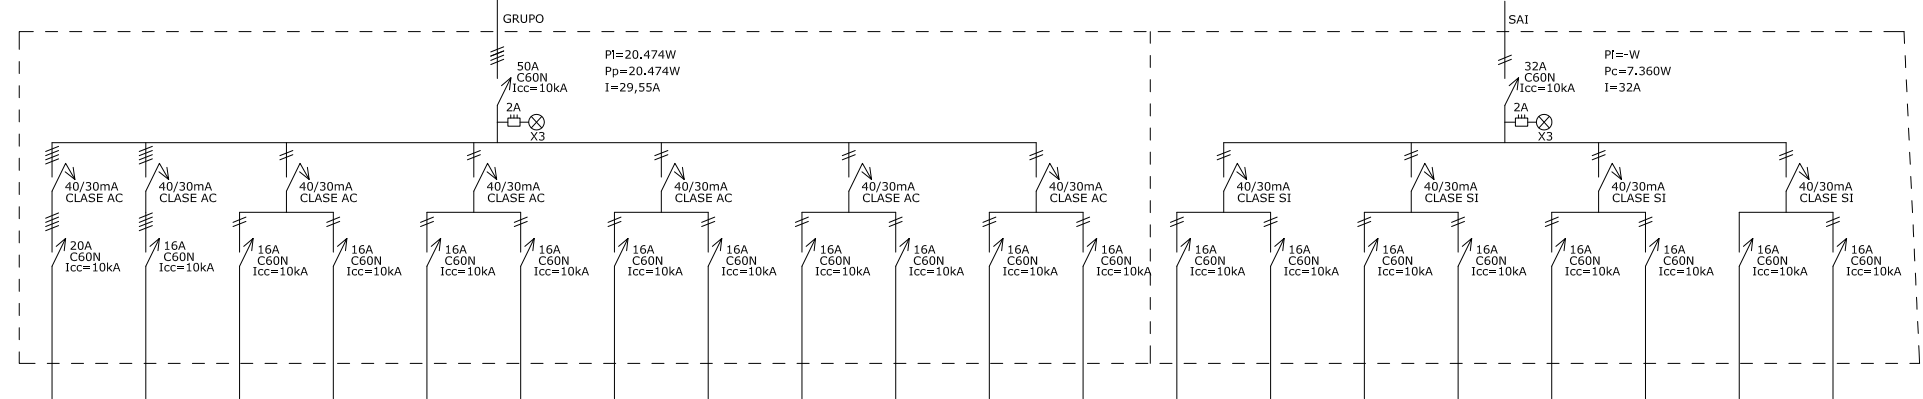 GRUPO
SAI
Pi=20.474W
Pp=20.474W
I=29,55A
50A
C60N
Icc=10kA
2A
X3
Pi=-W
Pc=7.360W
I=32A
32A
C60N
Icc=10kA
2A
X3
40/30mA
CLASE AC
40/30mA
CLASE AC
40/30mA
CLASE AC
40/30mA
CLASE AC
40/30mA
CLASE AC
40/30mA
CLASE AC
40/30mA
CLASE AC
40/30mA
CLASE SI
40/30mA
CLASE SI
40/30mA
CLASE SI
40/30mA
CLASE SI
20A
C60N
Icc=10kA
16A
C60N
Icc=10kA
16A
C60N
Icc=10kA
16A
C60N
Icc=10kA
16A
C60N
Icc=10kA
16A
C60N
Icc=10kA
16A
C60N
Icc=10kA
16A
C60N
Icc=10kA
16A
C60N
Icc=10kA
16A
C60N
Icc=10kA
16A
C60N
Icc=10kA
16A
C60N
Icc=10kA
16A
C60N
Icc=10kA
16A
C60N
Icc=10kA
16A
C60N
Icc=10kA
16A
C60N
Icc=10kA
16A
C60N
Icc=10kA
16A
C60N
Icc=10kA
16A
C60N
Icc=10kA
16A
C60N
Icc=10kA